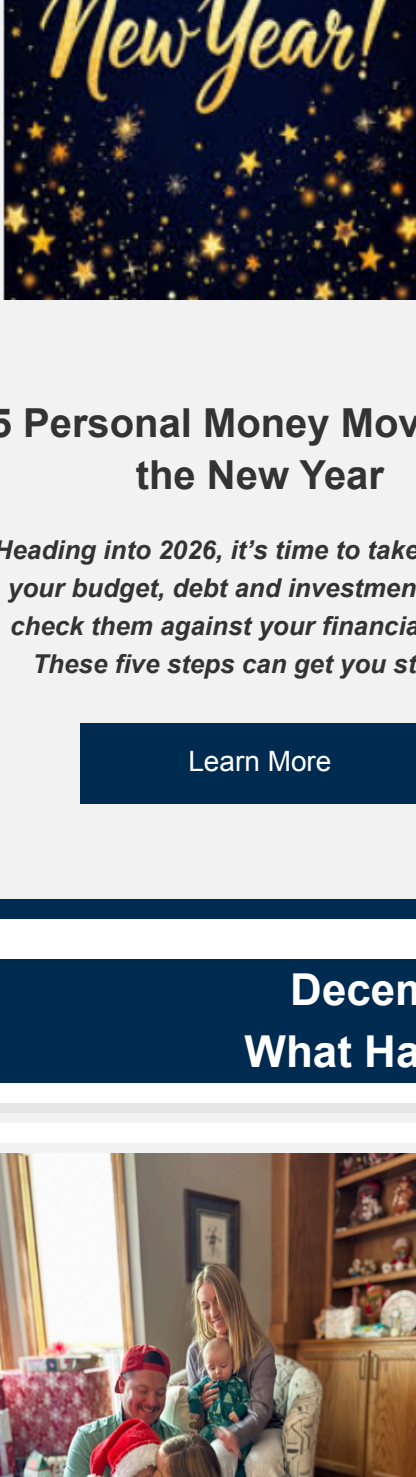 New Year!
5 Personal Money Mov
the New Year
Heading into 2026, it's time to take
your budget, debt and investmen
check them against your financia
These five steps can get you st
Learn More
Decem
What Ha